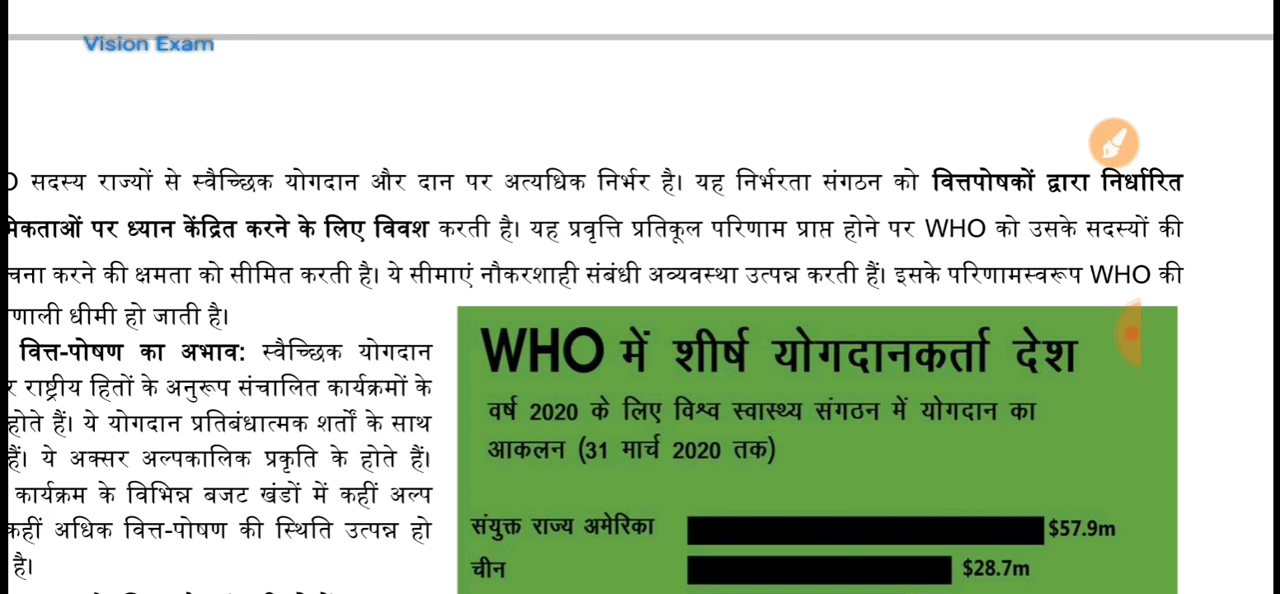 Vision Exam
सदस्य राज्यों से स्वैच्छिक योगदान और दान पर अत्यधिक निर्भर है। यह निर्भरता संगठन को वित्तपोषकों द्वारा निर्धारित
पर ध्यान केंद्रित करने के लिए विवश करती है। यह प्रवृत्ति प्रतिकूल परिणाम प्राप्त होने पर WHO को उसके सदस्यों की
करने की क्षमता को सीमित करती है। ये सीमाएं नौकरशाही संबंधी अव्यवस्था उत्पन्न करती हैं। इसके परिणामस्वरूप WHO की
धीमी हो जाती है।
वित्त-पोषण का अभाव: स्वैच्छिक योगदान
राष्ट्रीय हितों के अनुरूप संचालित कार्यक्रमों के
होते हैं। ये योगदान प्रतिबंधात्मक शर्तों के साथ
हैं। ये अक्सर अल्पकालिक प्रकृति के होते हैं।
कार्यक्रम के विभिन्न बजट खंडों में कहीं अल्प
कहीं अधिक वित्त-पोषण की स्थिति उत्पन्न हो
है।
WHO में शीर्ष योगदानकर्ता देश
वर्ष 2020 के लिए विश्व स्वास्थ्य संगठन में योगदान का
आकलन (31 मार्च 2020 तक)
संयुक्त राज्य अमेरिका $57.9m
चीन $28.7m